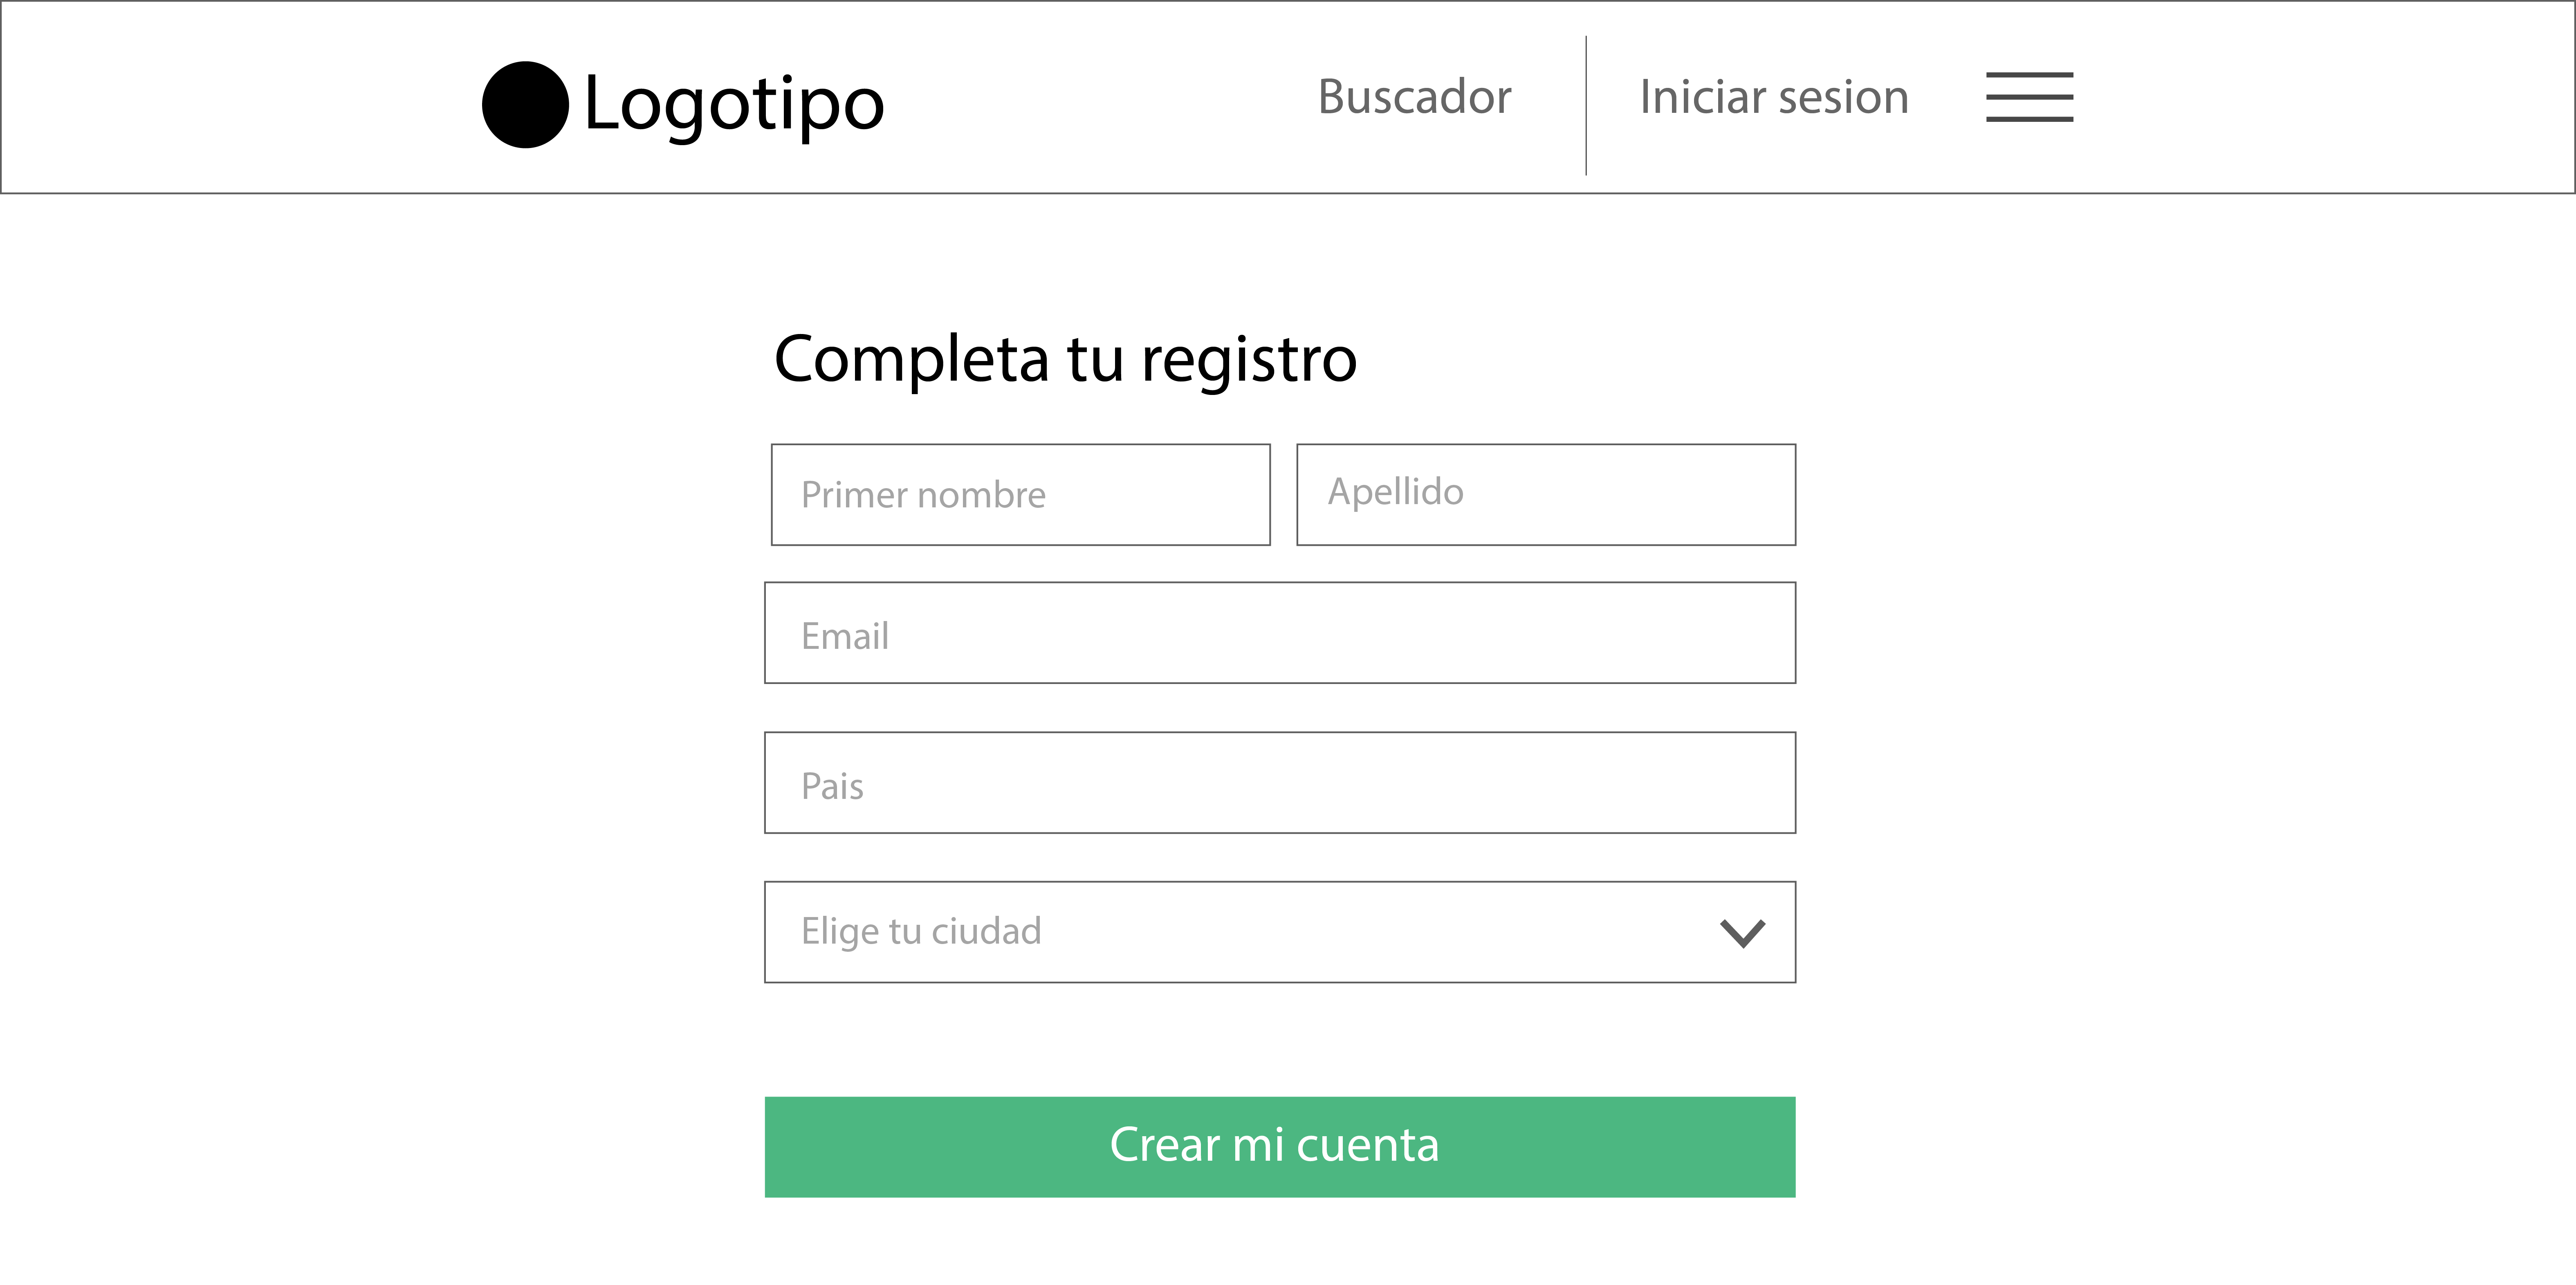 Logotipo
Buscador
Iniciar sesion
Completa tu registro
Primer nombre
Apellido
Email
Pais
Elige tu ciudad
Crear mi cuenta